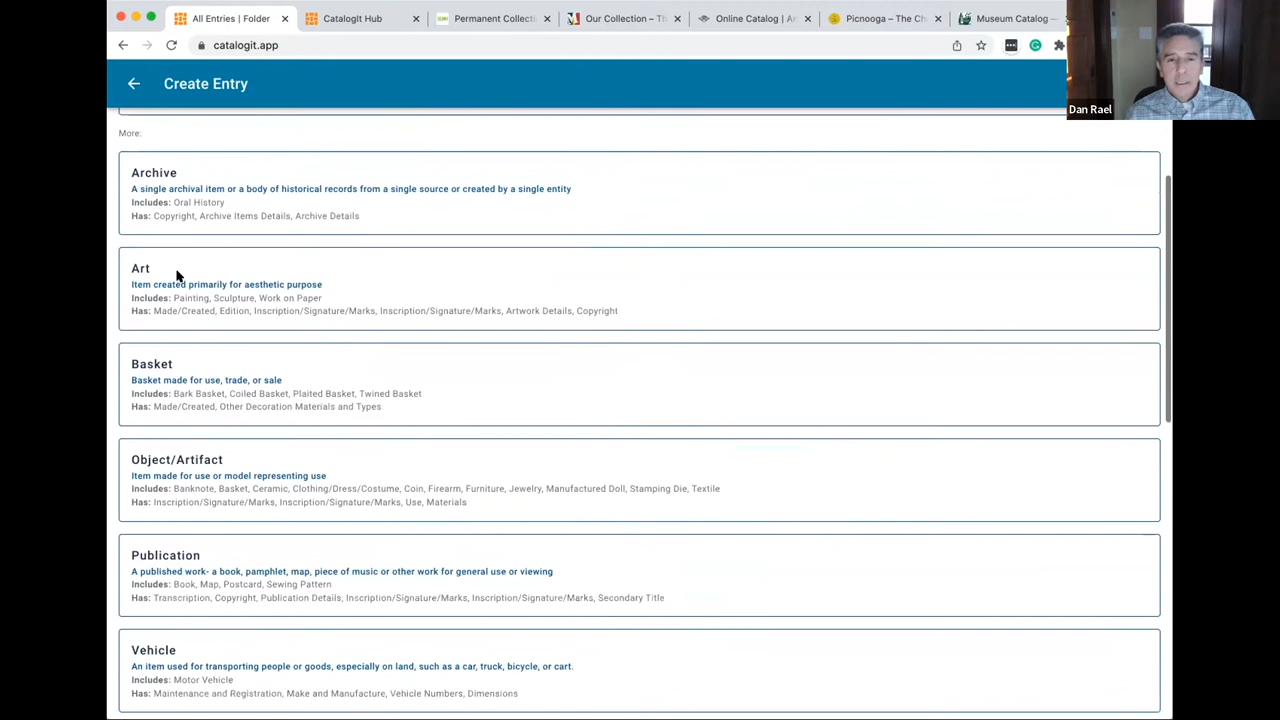 All Entries | Folder
CatalogIt Hub
Permanent Collecti
Our Collection – Th
Online Catalog | Ar
Picnooga – The Ch
Museum Catalog —
catalogit.app
Create Entry
Dan Rael
More:
Archive
A single archival item or a body of historical records from a single source or created by a single entity
Includes: Oral History
Has: Copyright, Archive Items Details, Archive Details
Art
Item created primarily for aesthetic purpose
Includes: Painting, Sculpture, Work on Paper
Has: Made/Created, Edition, Inscription/Signature/Marks, Inscription/Signature/Marks, Artwork Details, Copyright
Basket
Basket made for use, trade, or sale
Includes: Bark Basket, Coiled Basket, Plaited Basket, Twined Basket
Has: Made/Created, Other Decoration Materials and Types
Object/Artifact
Item made for use or model representing use
Includes: Banknote, Basket, Ceramic, Clothing/Dress/Costume, Coin, Firearm, Furniture, Jewelry, Manufactured Doll, Stamping Die, Textile
Has: Inscription/Signature/Marks, Inscription/Signature/Marks, Use, Materials
Publication
A published work- a book, pamphlet, map, piece of music or other work for general use or viewing
Includes: Book, Map, Postcard, Sewing Pattern
Has: Transcription, Copyright, Publication Details, Inscription/Signature/Marks, Inscription/Signature/Marks, Secondary Title
Vehicle
An item used for transporting people or goods, especially on land, such as a car, truck, bicycle, or cart.
Includes: Motor Vehicle
Has: Maintenance and Registration, Make and Manufacture, Vehicle Numbers, Dimensions